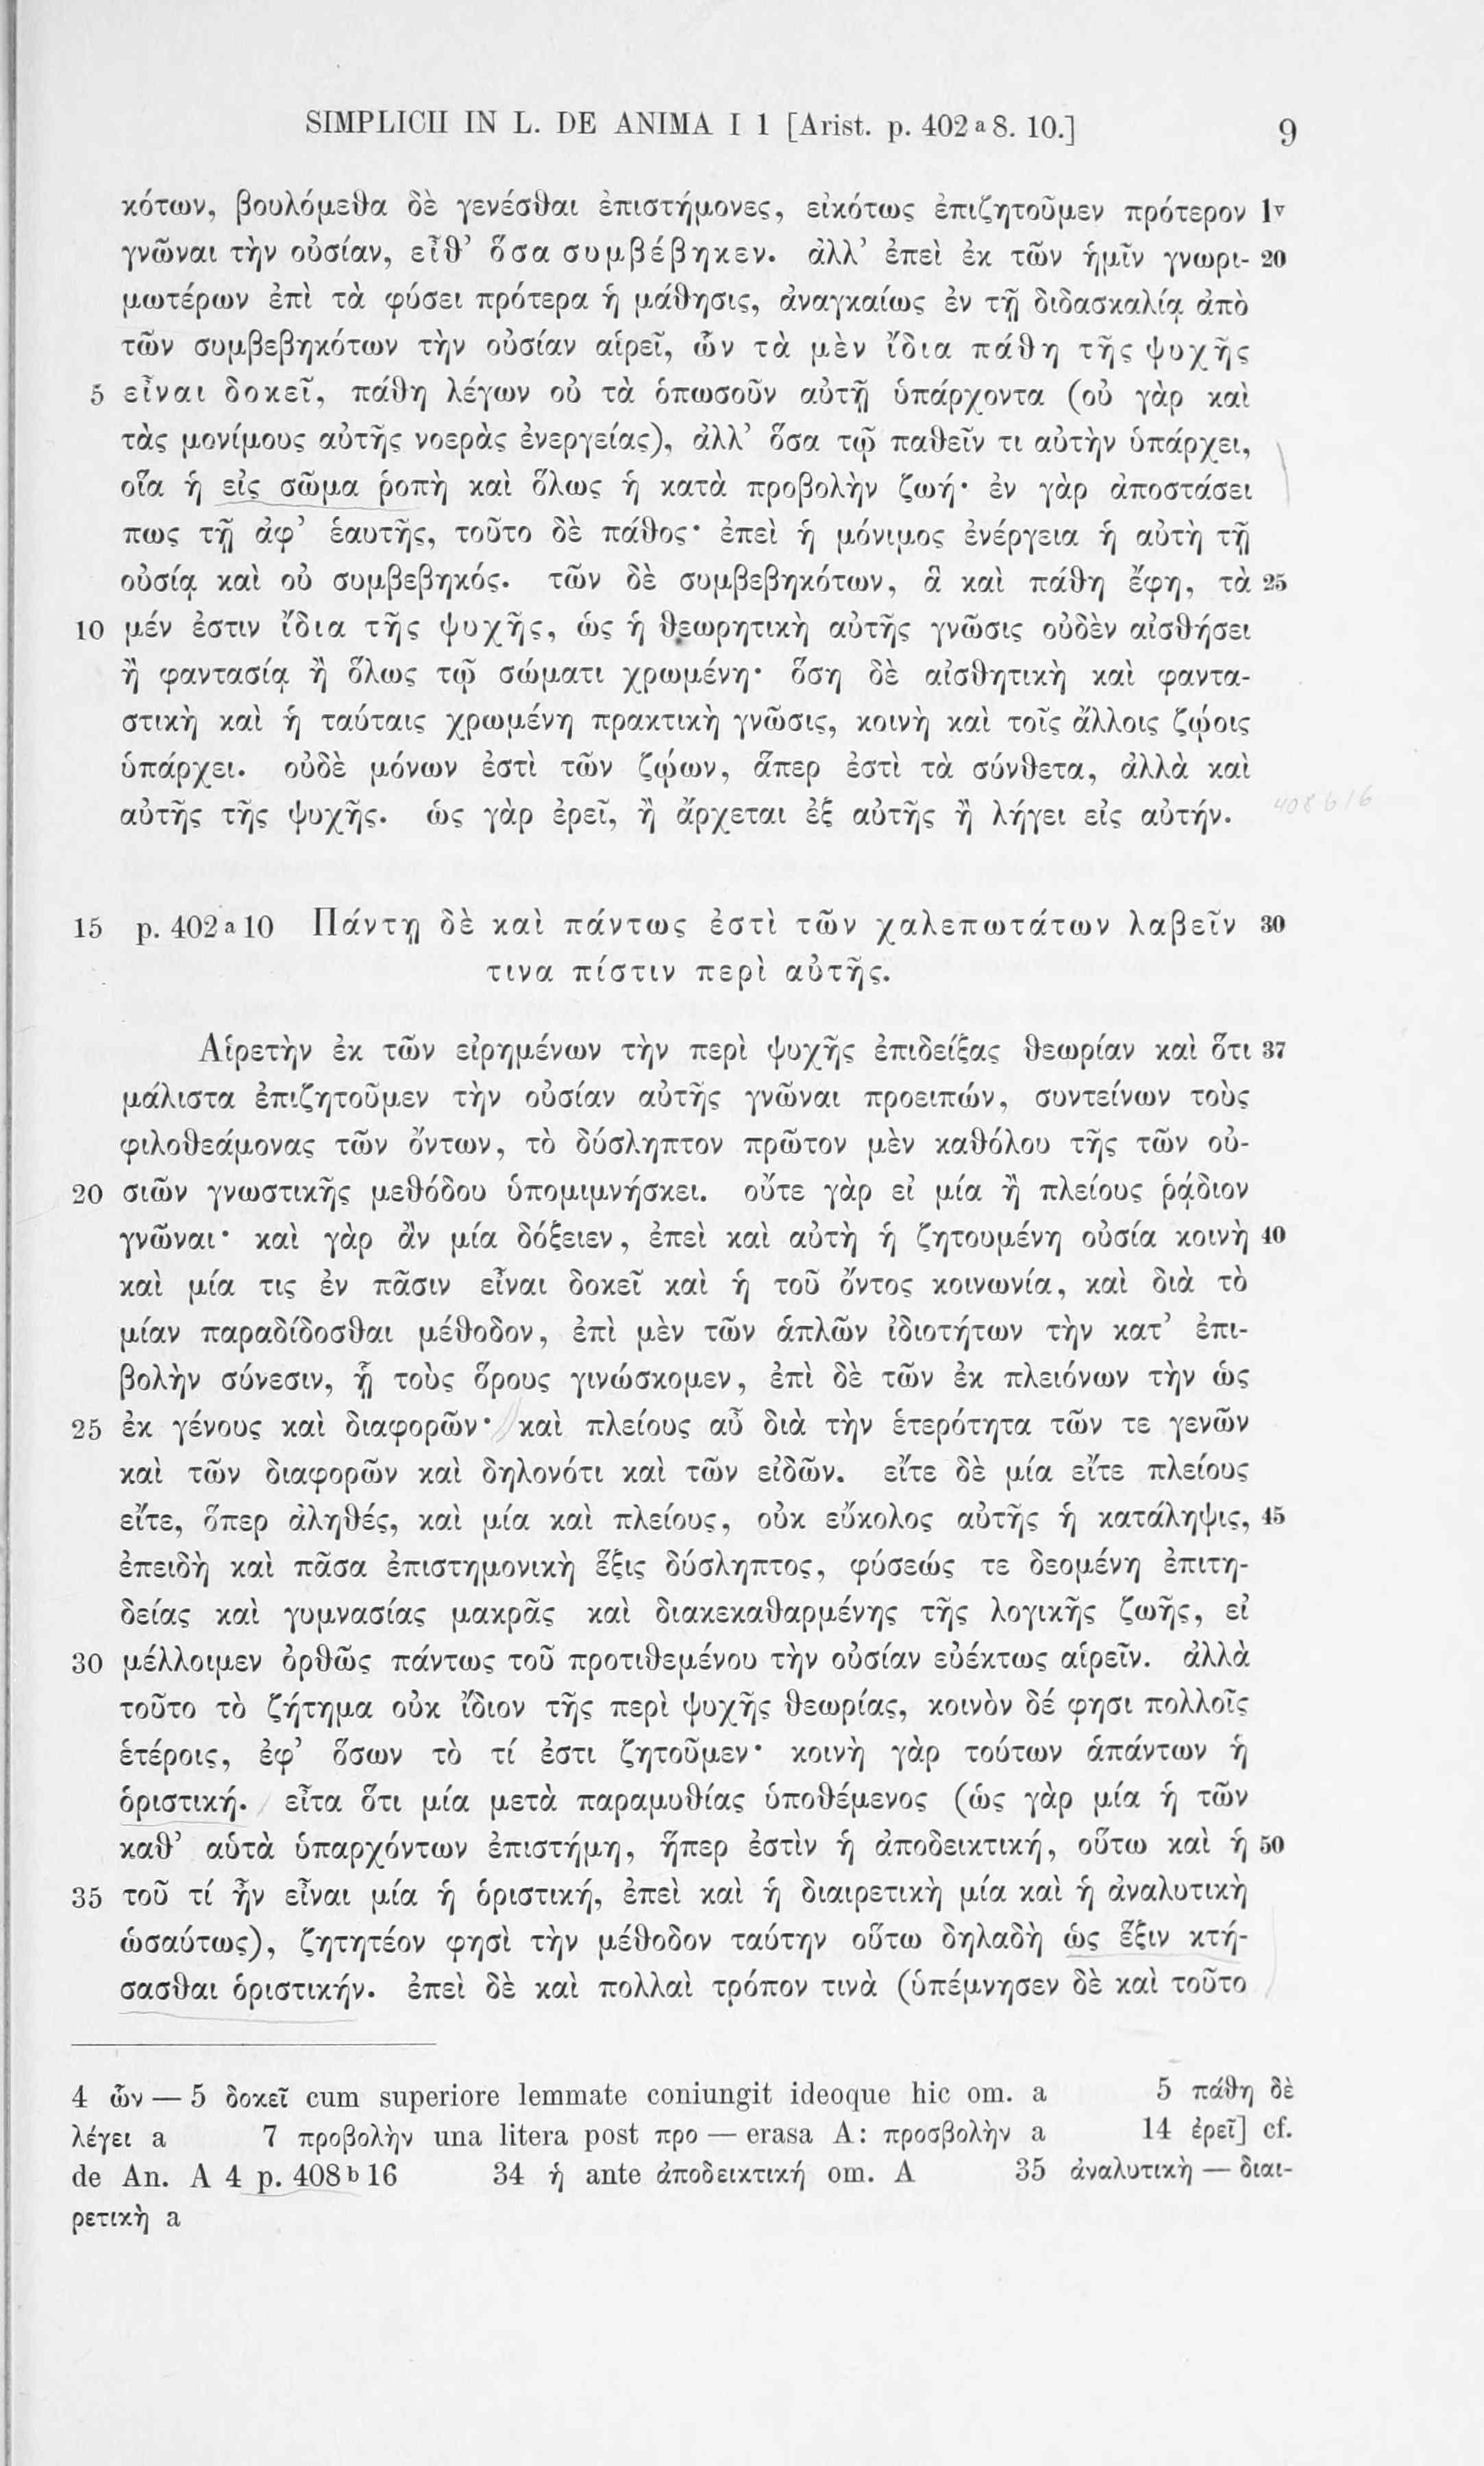 SIMPLICII IN L. DE ANIMA I 1 [Arist. p. 402 a 8. 10.] 9
κότων, βουλόμεθα δὲ γενέσθαι ἐπιστήμονες, εἰκότως ἐπιζητοῦμεν πρότερον 1v
γνῶναι τὴν οὐσίαν, εἶθ’ ὅσα συμβέβηκεν. ἀλλ’ ἐπεὶ ἐκ τῶν ἡμῖν γνωρι- 20
μωτέρων ἐπὶ τὰ φύσει πρότερα ἡ μάθησις, ἀναγκαίως ἐν τῇ διδασκαλίᾳ ἀπὸ
τῶν συμβεβηκότων τὴν οὐσίαν αἱρεῖ, ὧν τὰ μὲν ἴδια πάθη τῆς ψυχῆς
5 εἶναι δοκεῖ, πάθη λέγων οὐ τὰ ὁπωσοῦν αὐτῇ ὑπάρχοντα (οὐ γὰρ καὶ
τὰς μονίμους αὐτῆς νοερὰς ἐνεργείας), ἀλλ’ ὅσα τῷ παθεῖν τι αὐτὴν ὑπάρχει,
οἵα ἡ εἰς σῶμα ῥοπὴ καὶ ὅλως ἡ κατὰ προβολὴν ζωή· ἐν γὰρ ἀποστάσει
πως τῇ ἀφ’ ἑαυτῆς, τοῦτο δὲ πάθος· ἐπεὶ ἡ μόνιμος ἐνέργεια ἡ αὐτὴ τῇ
οὐσίᾳ καὶ οὐ συμβεβηκός. τῶν δὲ συμβεβηκότων, ἃ καὶ πάθη ἔφη, τὰ 25
10 μέν ἐστιν ἴδια τῆς ψυχῆς, ὡς ἡ θεωρητικὴ αὐτῆς γνῶσις οὐδὲν αἰσθήσει
ἢ φαντασίᾳ ἢ ὅλως τῷ σώματι χρωμένη· ὅση δὲ αἰσθητικὴ καὶ φαντα-
στικὴ καὶ ἡ ταύταις χρωμένη πρακτικὴ γνῶσις, κοινὴ καὶ τοῖς ἄλλοις ζῴοις
ὑπάρχει. οὐδὲ μόνων ἐστὶ τῶν ζῴων, ἅπερ ἐστὶ τὰ σύνθετα, ἀλλὰ καὶ
αὐτῆς τῆς ψυχῆς. ὡς γὰρ ἐρεῖ, ἢ ἄρχεται ἐξ αὐτῆς ἢ λήγει εἰς αὐτήν. 408 b 16
15 p. 402 a 10 Πάντῃ δὲ καὶ πάντως ἐστὶ τῶν χαλεπωτάτων λαβεῖν 30
τινα πίστιν περὶ αὐτῆς.
Αἱρετὴν ἐκ τῶν εἰρημένων τὴν περὶ ψυχῆς ἐπιδείξας θεωρίαν καὶ ὅτι 37
μάλιστα ἐπιζητοῦμεν τὴν οὐσίαν αὐτῆς γνῶναι προειπών, συντείνων τοὺς
φιλοθεάμονας τῶν ὄντων, τὸ δύσληπτον πρῶτον μὲν καθόλου τῆς τῶν οὐ-
20 σιῶν γνωστικῆς μεθόδου ὑπομιμνήσκει. οὔτε γὰρ εἰ μία ἢ πλείους ῥᾴδιον
γνῶναι· καὶ γὰρ ἂν μία δόξειεν, ἐπεὶ καὶ αὐτὴ ἡ ζητουμένη οὐσία κοινὴ 40
καὶ μία τις ἐν πᾶσιν εἶναι δοκεῖ καὶ ἡ τοῦ ὄντος κοινωνία, καὶ διὰ τὸ
μίαν παραδίδοσθαι μέθοδον, ἐπὶ μὲν τῶν ἁπλῶν ἰδιοτήτων τὴν κατ’ ἐπι-
βολὴν σύνεσιν, ᾗ τοὺς ὅρους γινώσκομεν, ἐπὶ δὲ τῶν ἐκ πλειόνων τὴν ὡς
25 ἐκ γένους καὶ διαφορῶν· καὶ πλείους αὖ διὰ τὴν ἑτερότητα τῶν τε γενῶν
καὶ τῶν διαφορῶν καὶ δηλονότι καὶ τῶν εἰδῶν. εἴτε δὲ μία εἴτε πλείους
εἴτε, ὅπερ ἀληθές, καὶ μία καὶ πλείους, οὐκ εὔκολος αὐτῆς ἡ κατάληψις, 45
ἐπειδὴ καὶ πᾶσα ἐπιστημονικὴ ἕξις δύσληπτος, φύσεώς τε δεομένη ἐπιτη-
δείας καὶ γυμνασίας μακρᾶς καὶ διακεκαθαρμένης τῆς λογικῆς ζωῆς, εἰ
30 μέλλοιμεν ὀρθῶς πάντως τοῦ προτιθεμένου τὴν οὐσίαν εὐέκτως αἱρεῖν. ἀλλὰ
τοῦτο τὸ ζήτημα οὐκ ἴδιον τῆς περὶ ψυχῆς θεωρίας, κοινὸν δέ φησι πολλοῖς
ἑτέροις, ἐφ’ ὅσων τὸ τί ἐστι ζητοῦμεν· κοινὴ γὰρ τούτων ἁπάντων ἡ
ὁριστική. εἶτα ὅτι μία μετὰ παραμυθίας ὑποθέμενος (ὡς γὰρ μία ἡ τῶν
καθ’ αὑτὰ ὑπαρχόντων ἐπιστήμη, ἥπερ ἐστὶν ἡ ἀποδεικτική, οὕτω καὶ ἡ 50
35 τοῦ τί ἦν εἶναι μία ἡ ὁριστική, ἐπεὶ καὶ ἡ διαιρετικὴ μία καὶ ἡ ἀναλυτικὴ
ὡσαύτως), ζητητέον φησὶ τὴν μέθοδον ταύτην οὕτω δηλαδὴ ὡς ἕξιν κτή-
σασθαι ὁριστικήν. ἐπεὶ δὲ καὶ πολλαὶ τρόπον τινὰ (ὑπέμνησεν δὲ καὶ τοῦτο
4 ὧν — 5 δοκεῖ cum superiore lemmate coniungit ideoque hic om. a 5 πάθη δὲ
λέγει a 7 προβολὴν una litera post προ — erasa A: προσβολὴν a 14 ἐρεῖ] cf.
de An. A 4 p. 408 b 16 34 ἡ ante ἀποδεικτική om. A 35 ἀναλυτικὴ — διαι-
ρετικὴ a